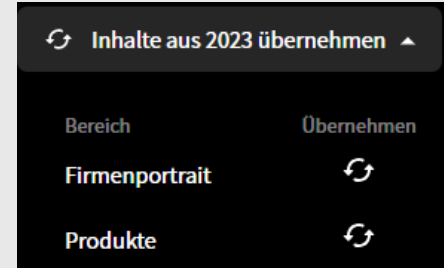 Inhalte aus 2023 übernehmen
Bereich Übernehmen
Firmenportrait
Produkte